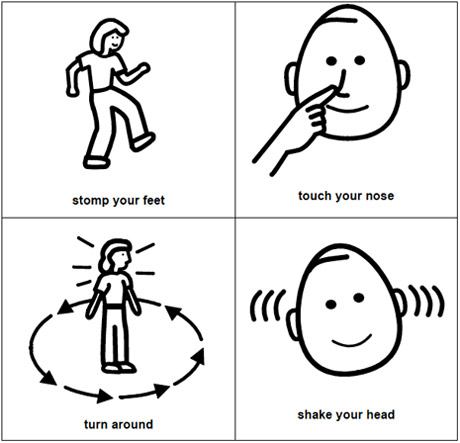 stomp your feet
touch your nose
turn around
shake your head